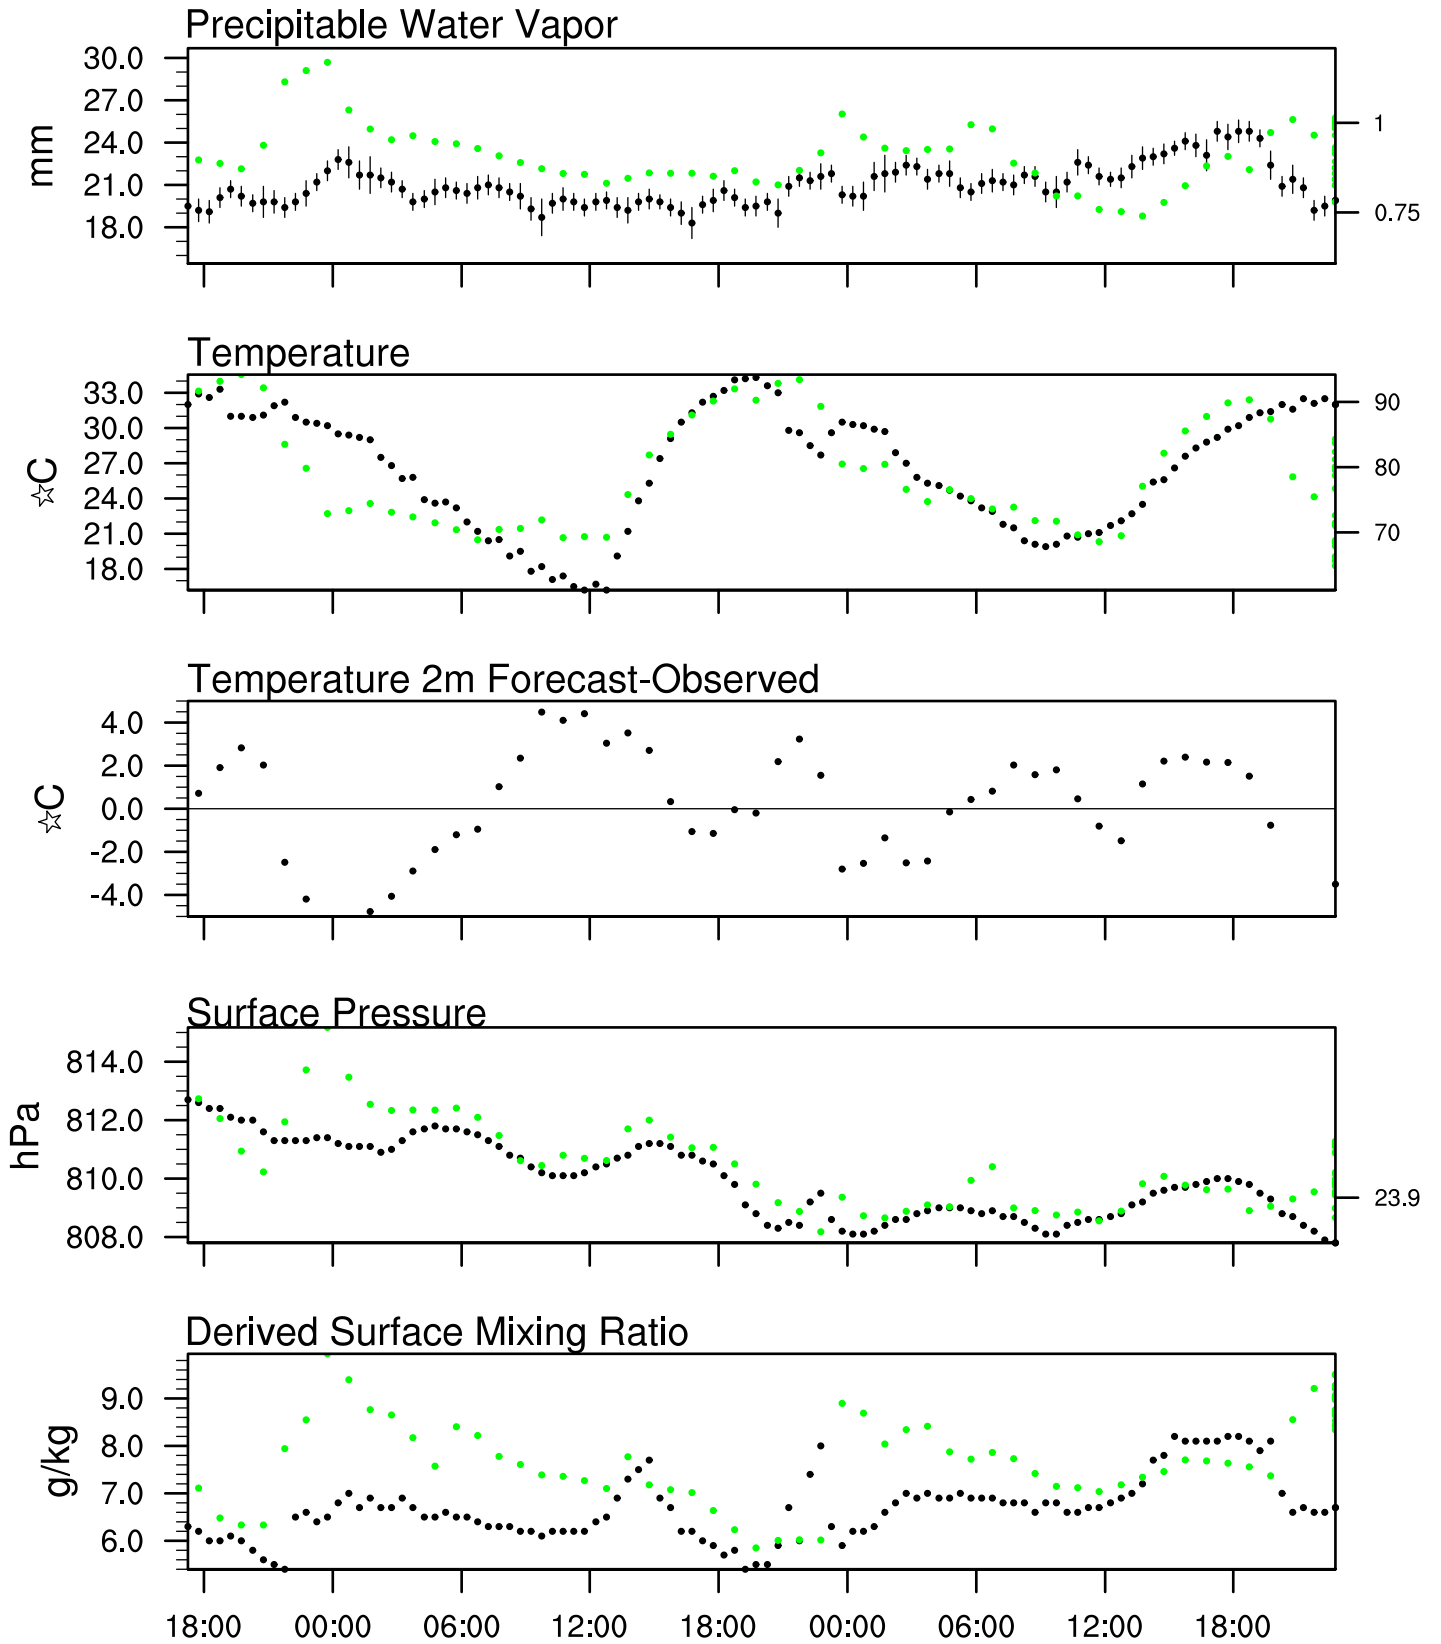 Precipitable Water Vapor
30.0
27.0
24.0
21.0
18.0
mm
1
0.75
Temperature
33.0
30.0
27.0
24.0
21.0
18.0
☆C
90
80
70
Temperature 2m Forecast-Observed
4.0
2.0
0.0
-2.0
-4.0
☆C
Surface Pressure
814.0
812.0
810.0
808.0
hPa
23.9
Derived Surface Mixing Ratio
9.0
8.0
7.0
6.0
g/kg
18:00 00:00 06:00 12:00 18:00 00:00 06:00 12:00 18:00